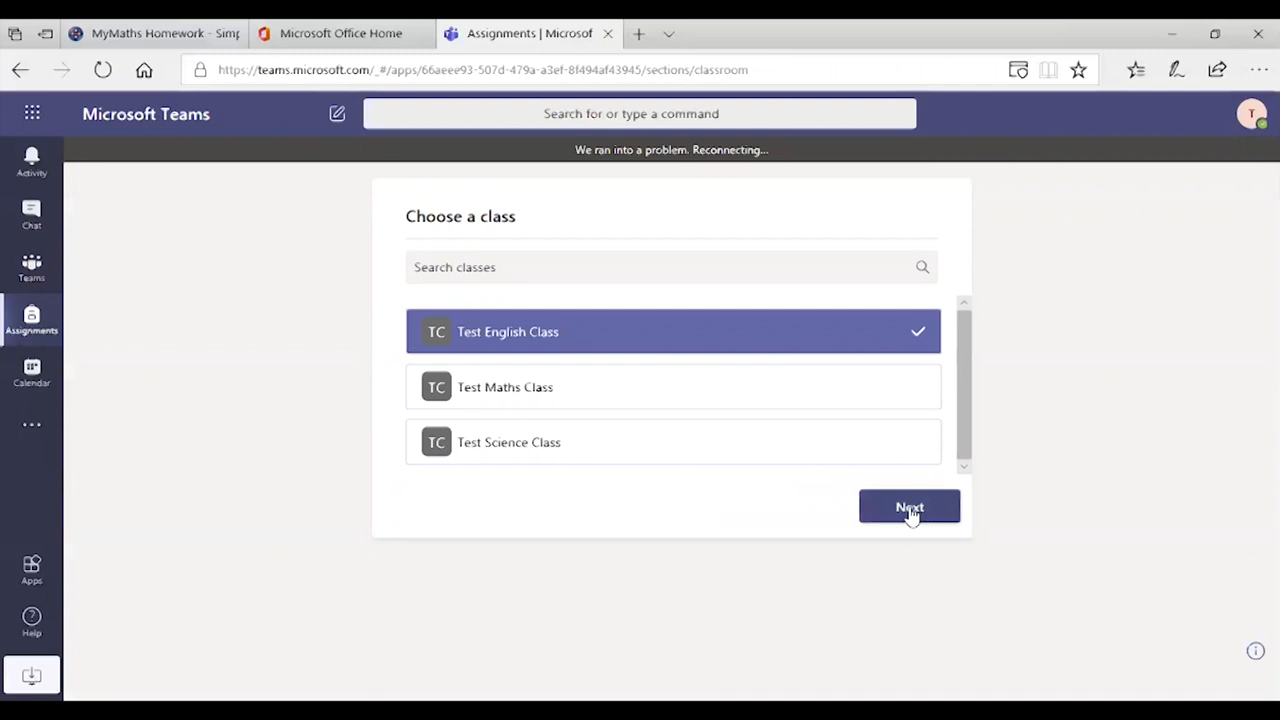 MyMaths Homework - Simp
Microsoft Office Home
Assignments | Microsof
https://teams.microsoft.com/_#/apps/66aeee93-507d-479a-a3ef-8f494af43945/sections/classroom
Microsoft Teams
Search for or type a command
T
We ran into a problem. Reconnecting...
Activity
Chat
Teams
Assignments
Calendar
Apps
Help
Choose a class
Search classes
TC Test English Class
TC Test Maths Class
TC Test Science Class
Next